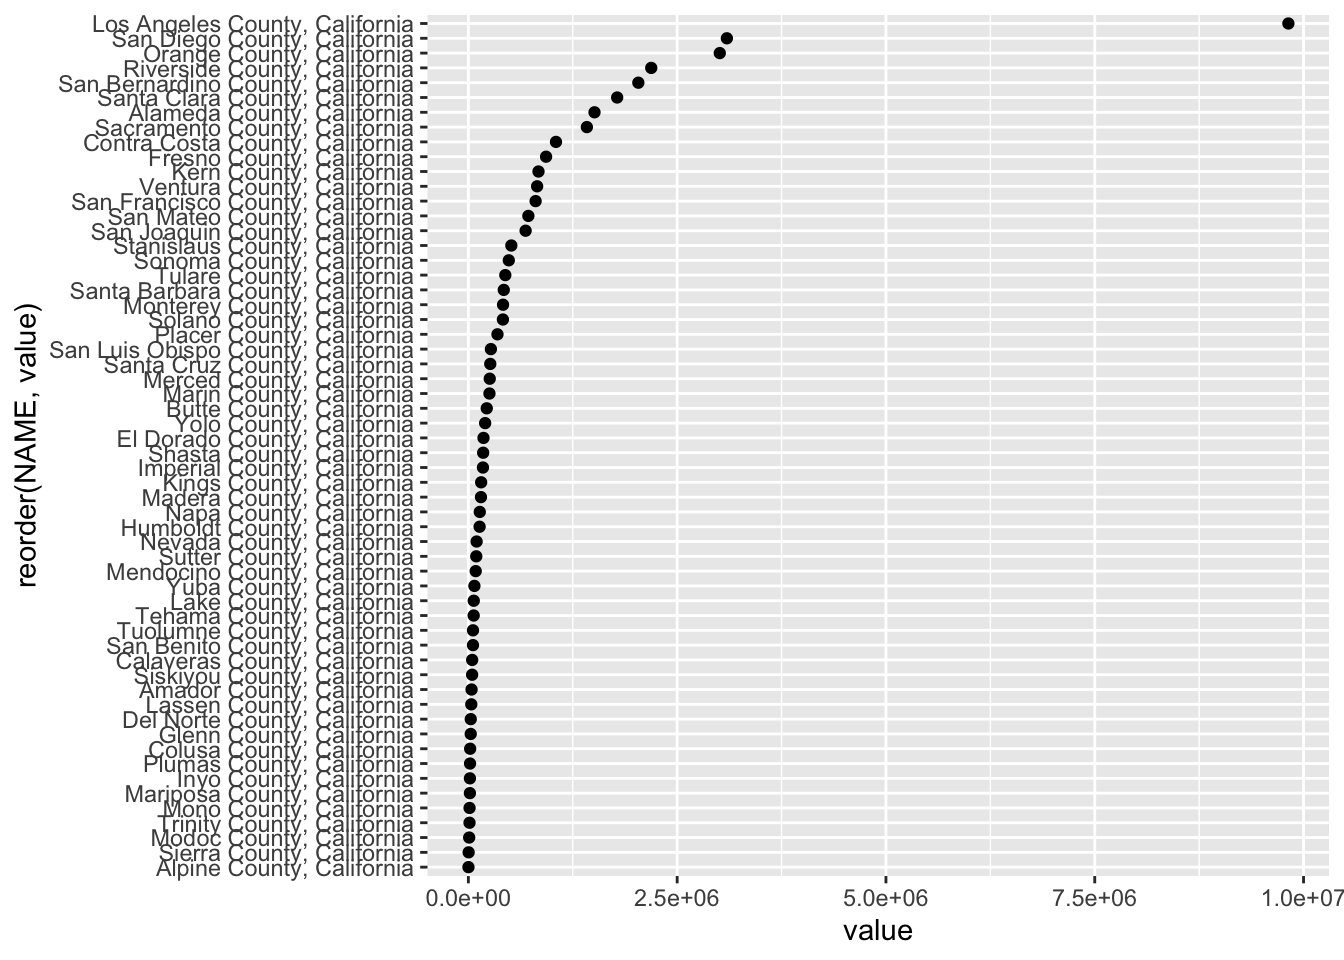 Los Angeles County, California
San Diego County, California
Orange County, California
Riverside County, California
San Bernardino County, California
Santa Clara County, California
Alameda County, California
Sacramento County, California
Contra Costa County, California
Fresno County, California
Kern County, California
Ventura County, California
San Francisco County, California
San Mateo County, California
San Joaquin County, California
Stanislaus County, California
Sonoma County, California
Tulare County, California
Santa Barbara County, California
Monterey County, California
Solano County, California
Placer County, California
San Luis Obispo County, California
Santa Cruz County, California
Merced County, California
Marin County, California
Butte County, California
Yolo County, California
El Dorado County, California
Shasta County, California
Imperial County, California
Kings County, California
Madera County, California
Napa County, California
Humboldt County, California
Nevada County, California
Sutter County, California
Mendocino County, California
Yuba County, California
Lake County, California
Tehama County, California
Tuolumne County, California
San Benito County, California
Calaveras County, California
Siskiyou County, California
Amador County, California
Lassen County, California
Del Norte County, California
Glenn County, California
Colusa County, California
Plumas County, California
Inyo County, California
Mariposa County, California
Mono County, California
Trinity County, California
Modoc County, California
Sierra County, California
Alpine County, California
reorder(NAME, value)
0.0e+00 2.5e+06 5.0e+06 7.5e+06 1.0e+07
value